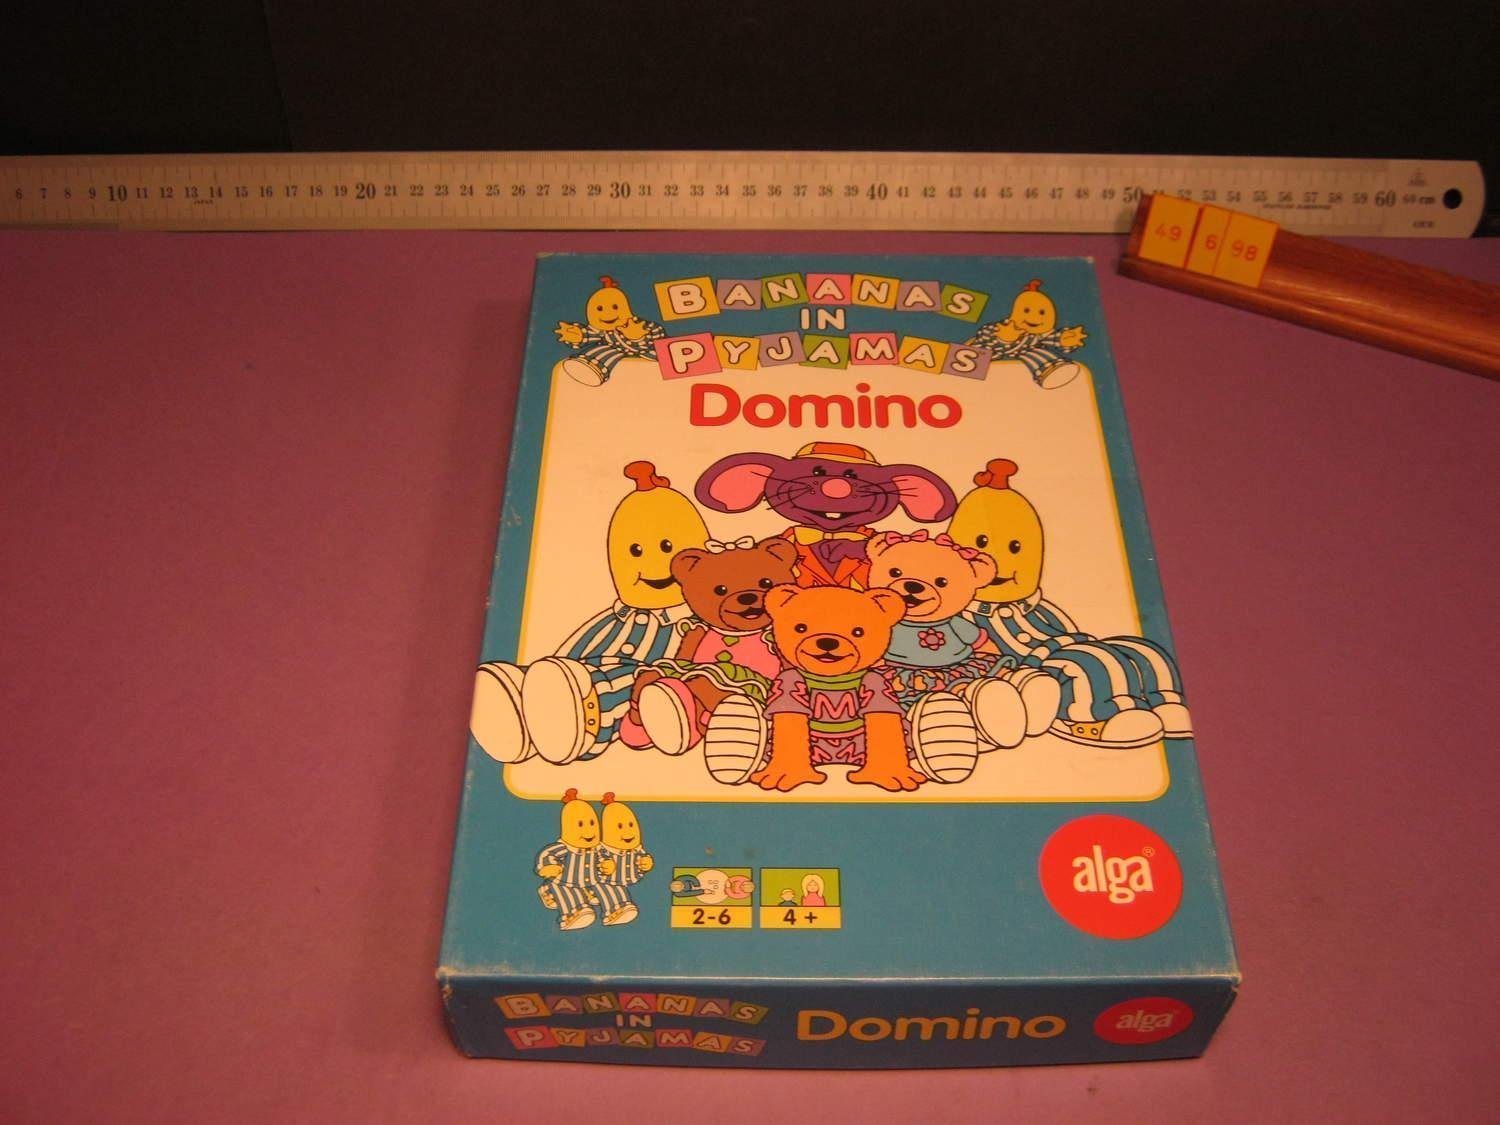 6 7 8 9 10 11 12 13 14 15 16 17 18 19 20 21 22 23 24 25 26 27 28 29 30 31 32 33 34 35 36 37 38 39 40 41 42 43 44 45 46 47 48 49 50 51 52 53 54 55 56 57 58 59 60 60 cm
49 6 98
BANANAS
IN
PYJAMAS
Domino
M
alga®
2-6 4+
BANANAS
IN
PYJAMAS
Domino
alga